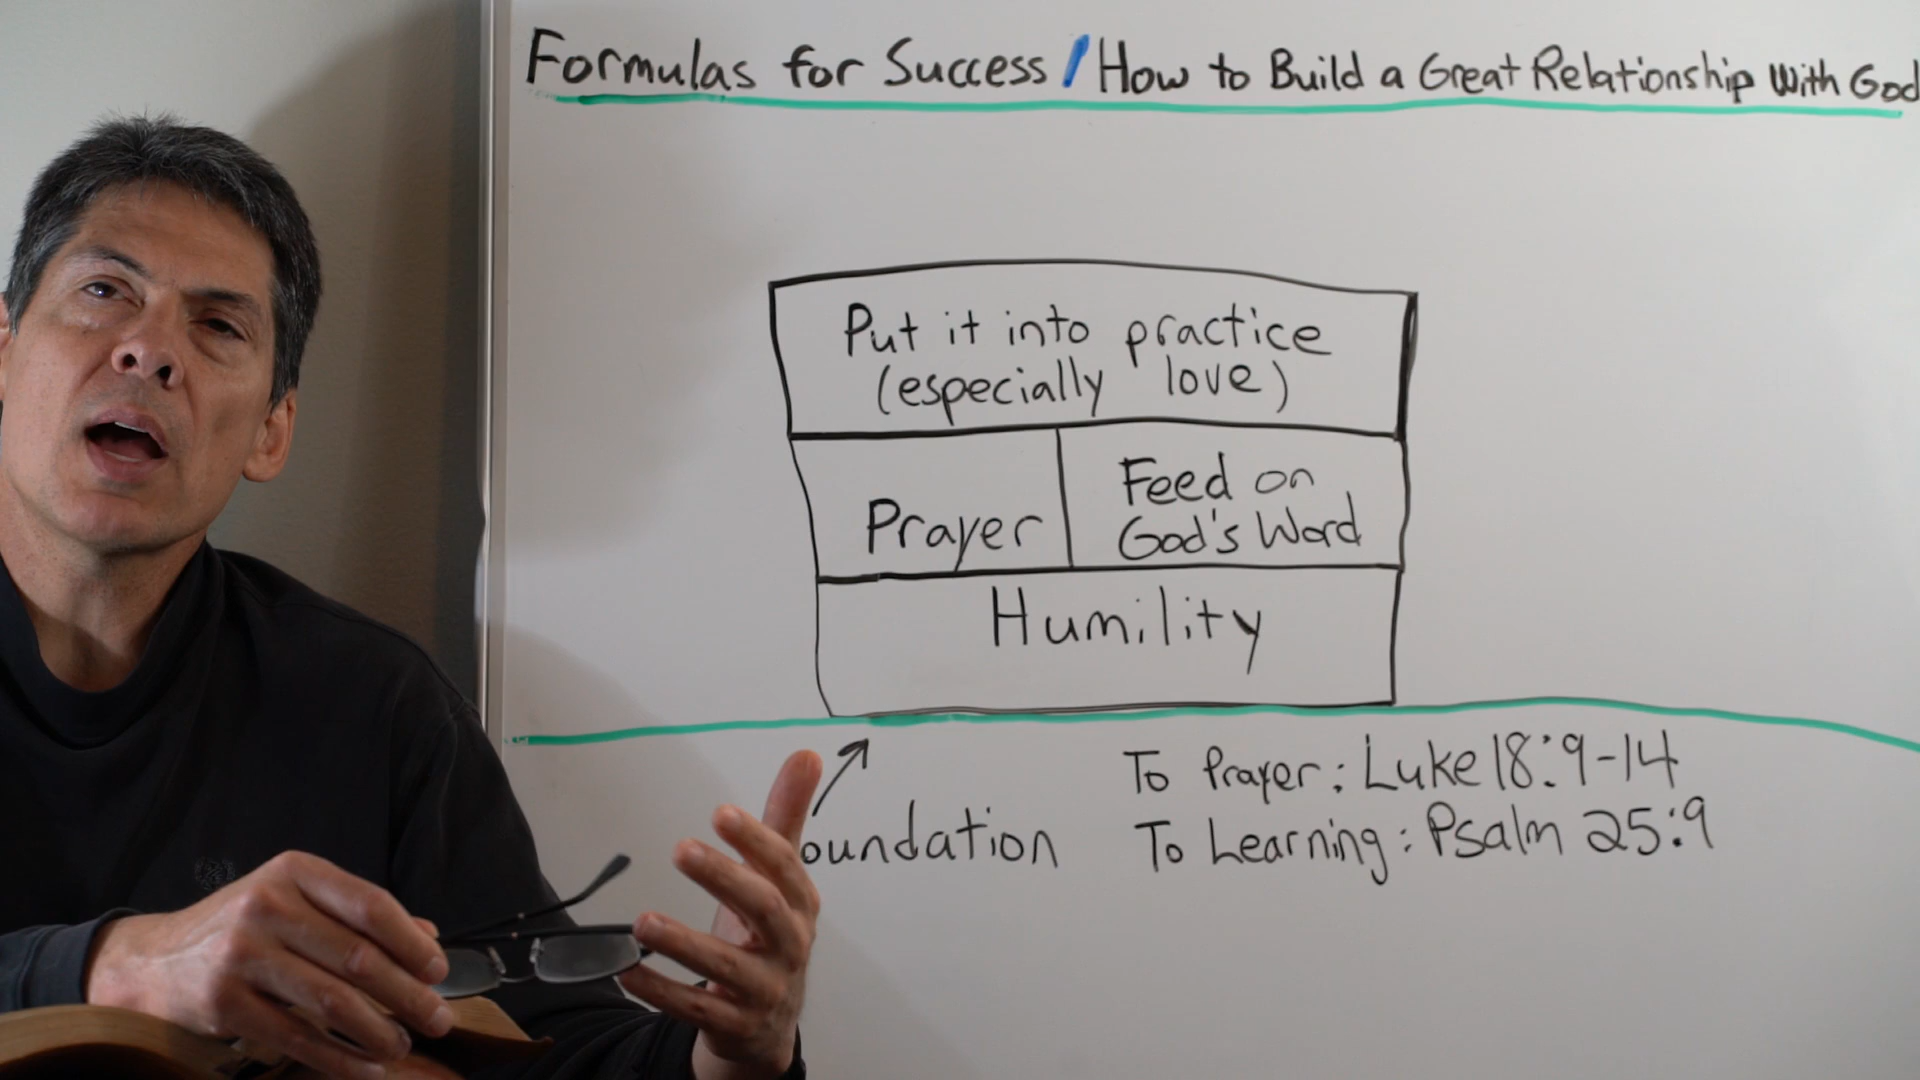 Formulas for Success / How to Build a Great Relationship With God
Put it into practice
(especially love)
Prayer
Feed on
God's Word
Humility
To Prayer: Luke 18:9-14
oundation
To Learning: Psalm 25:9